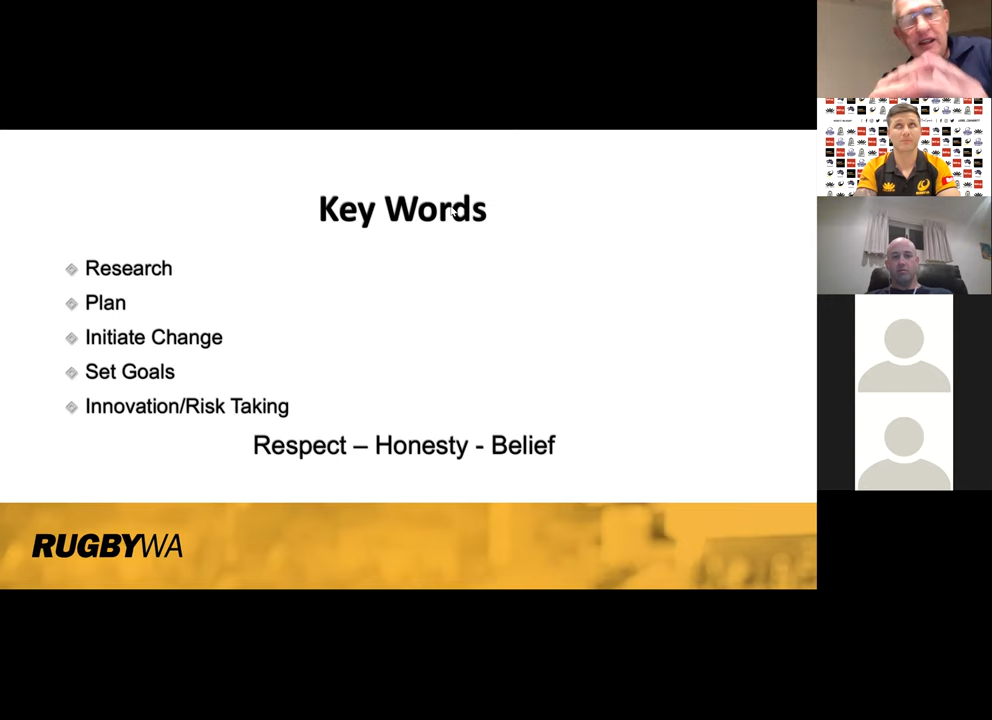 Key Words
Research
Plan
Initiate Change
Set Goals
Innovation/Risk Taking
Respect – Honesty - Belief
RUGBYWA